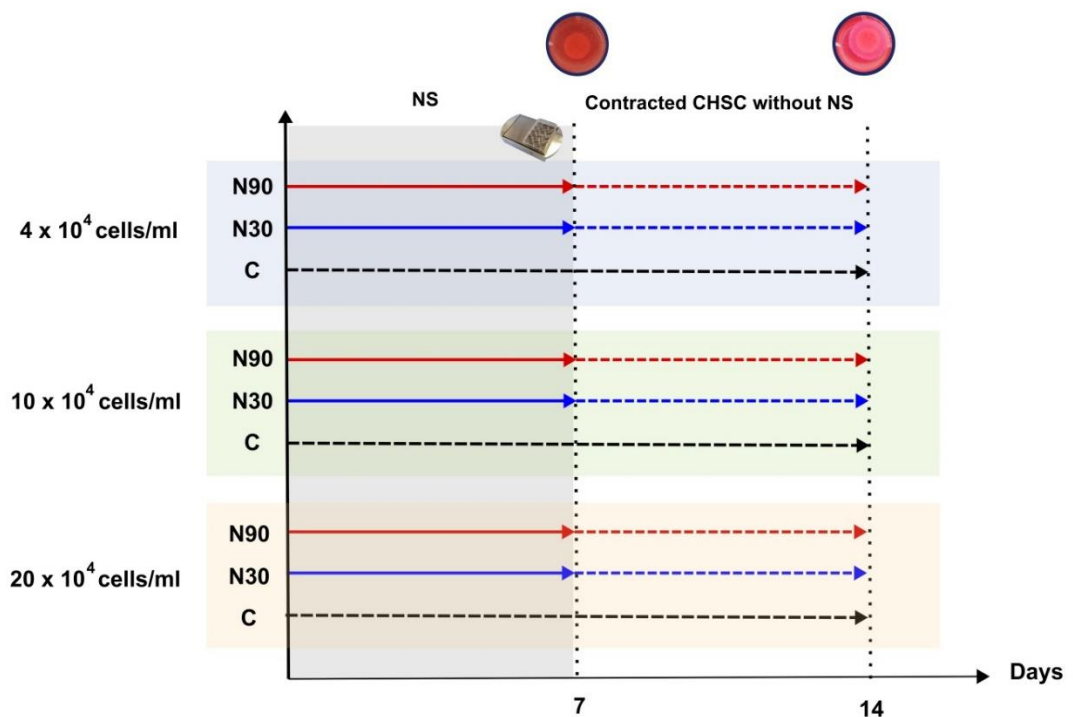 NS
Contracted CHSC without NS
4 x 10⁴ cells/ml
N90
N30
C
10 x 10⁴ cells/ml
N90
N30
C
20 x 10⁴ cells/ml
N90
N30
C
Days
7
14